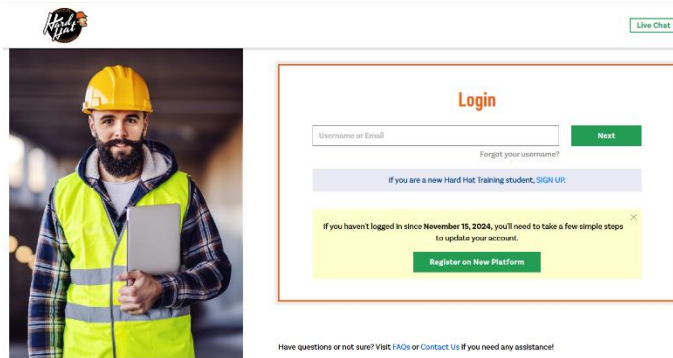 Hard
Hat
Live Chat
Login
Username or Email
Next
Forgot your username?
If you are a new Hard Hat Training student, SIGN UP.
If you haven't logged in since November 15, 2024, you'll need to take a few simple steps
to update your account.
Register on New Platform
Have questions or not sure? Visit FAQs or Contact Us if you need any assistance!